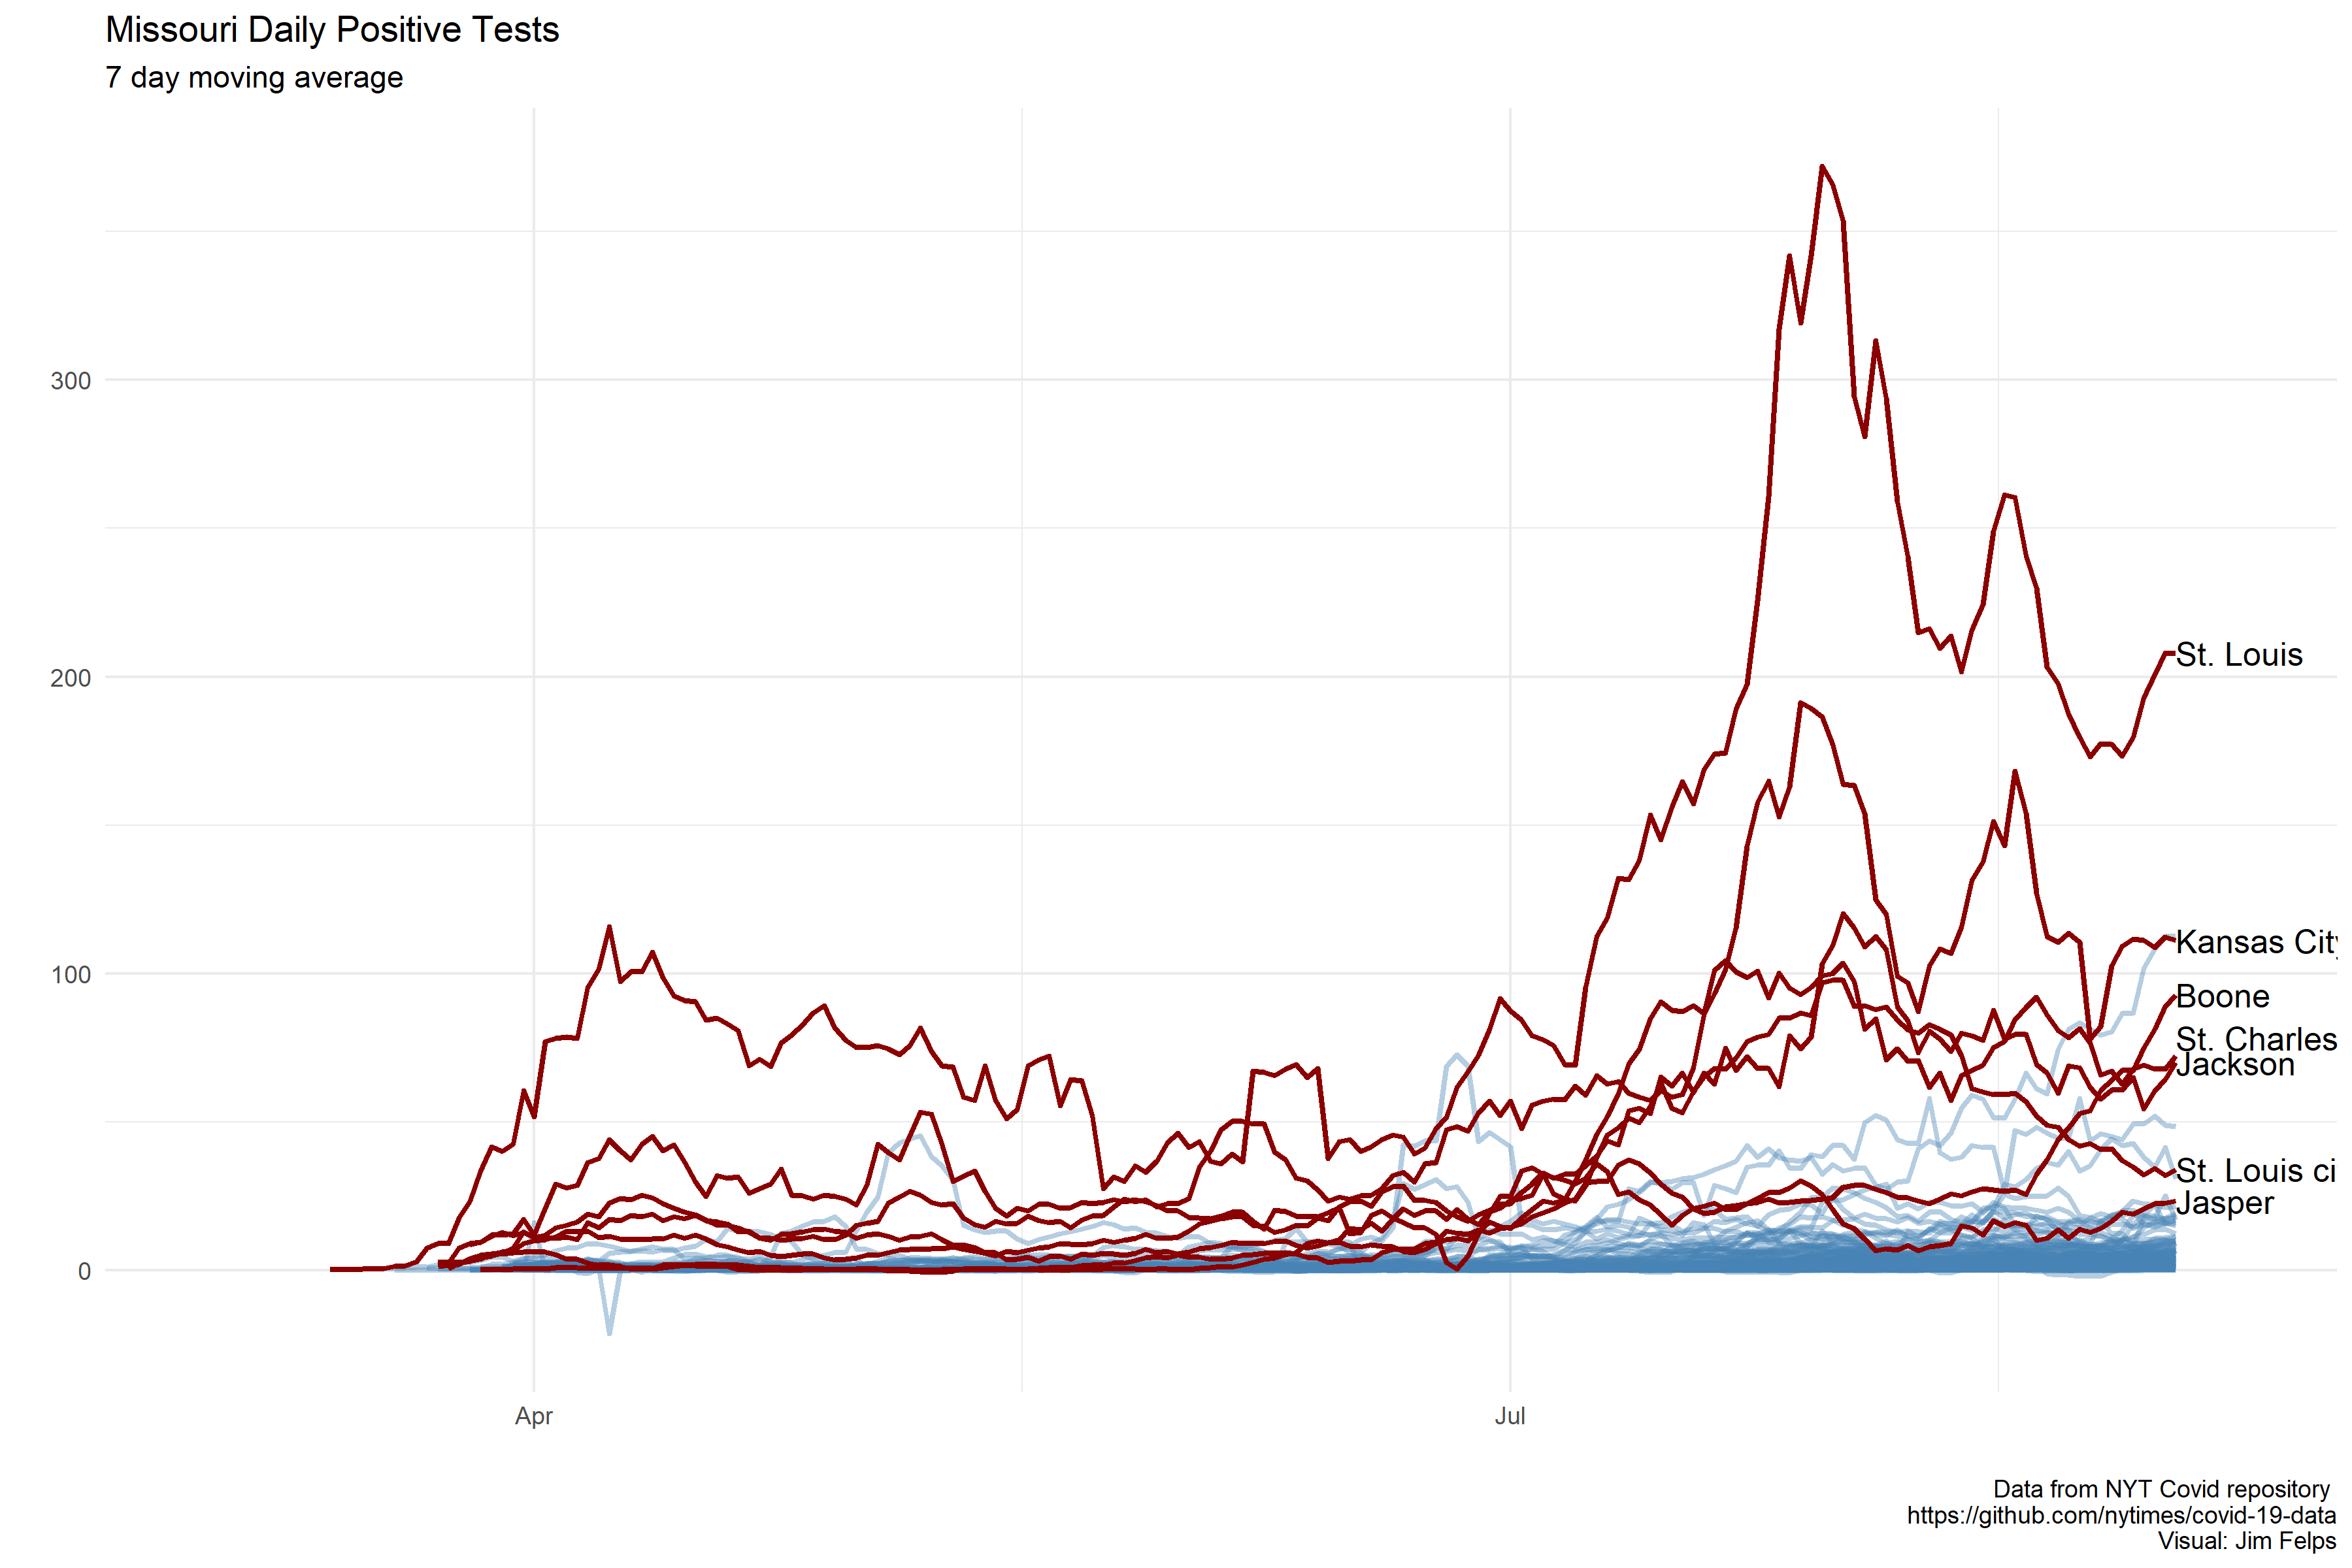 Missouri Daily Positive Tests
7 day moving average
300
200
100
0
St. Louis
Kansas City
Boone
St. Charles
Jackson
St. Louis ci
Jasper
Apr
Jul
Data from NYT Covid repository
https://github.com/nytimes/covid-19-data
Visual: Jim Felps